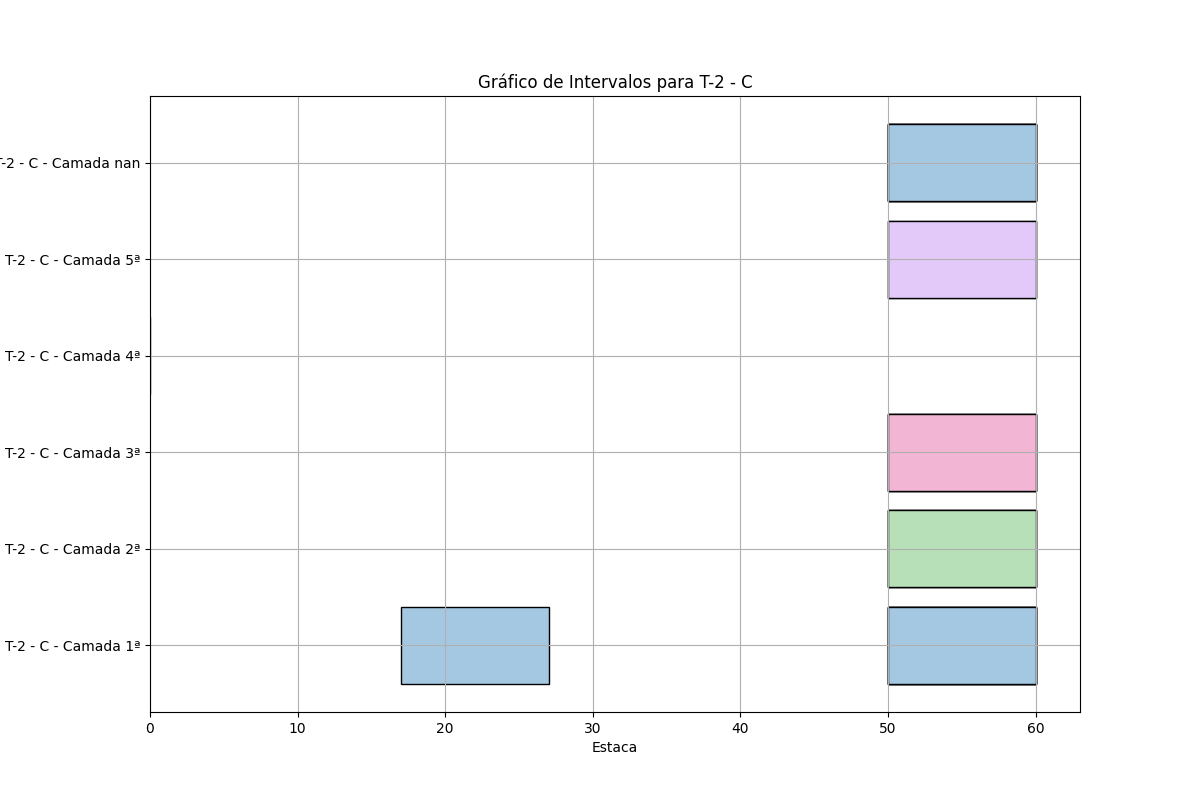 Gráfico de Intervalos para T-2 - C
T-2 - C - Camada nan
T-2 - C - Camada 5ª
T-2 - C - Camada 4ª
T-2 - C - Camada 3ª
T-2 - C - Camada 2ª
T-2 - C - Camada 1ª
0 10 20 30 40 50 60
Estaca